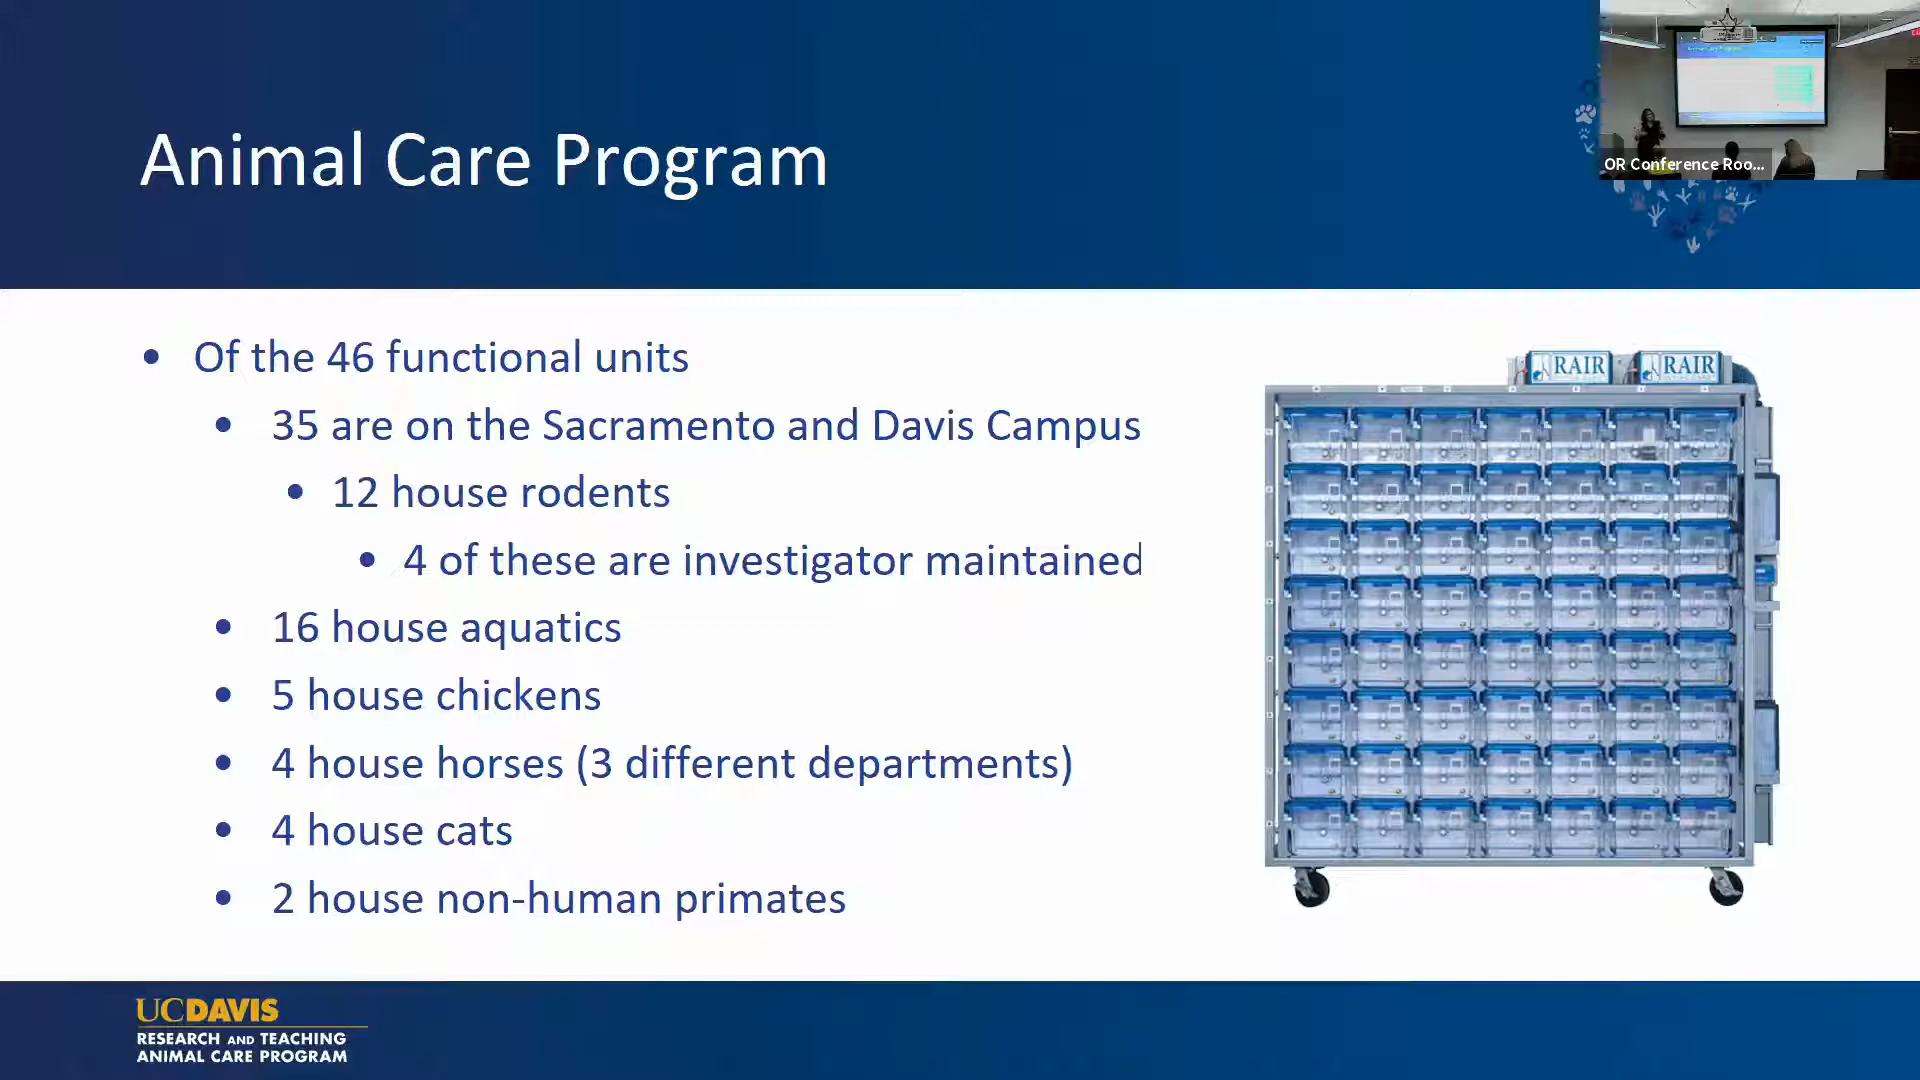 Animal Care Program
OR Conference Roo...
• Of the 46 functional units
• 35 are on the Sacramento and Davis Campus
• 12 house rodents
• 4 of these are investigator maintained
• 16 house aquatics
• 5 house chickens
• 4 house horses (3 different departments)
• 4 house cats
• 2 house non-human primates
RAIR RAIR
UCDAVIS
RESEARCH AND TEACHING
ANIMAL CARE PROGRAM